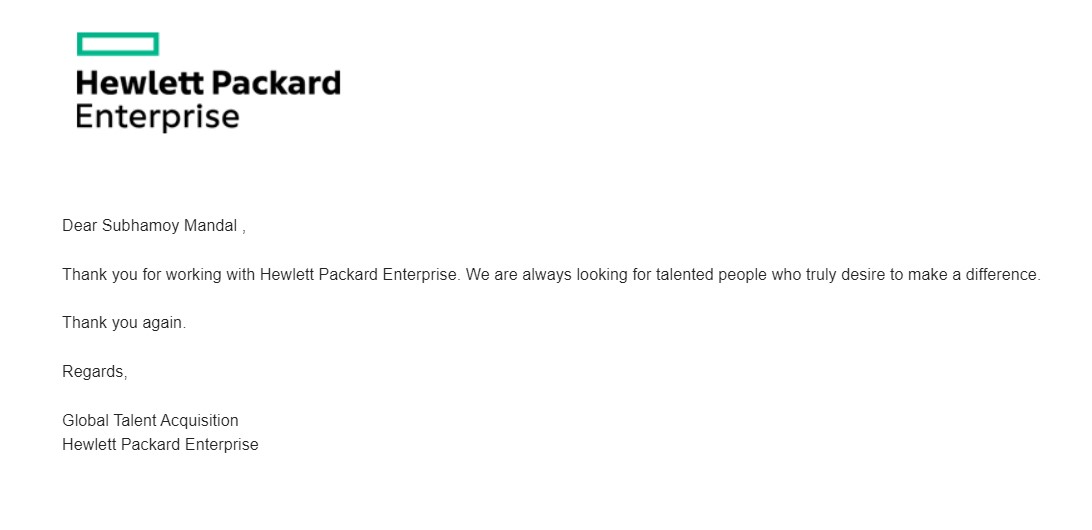 Hewlett Packard
Enterprise
Dear Subhamoy Mandal ,
Thank you for working with Hewlett Packard Enterprise. We are always looking for talented people who truly desire to make a difference.
Thank you again.
Regards,
Global Talent Acquisition
Hewlett Packard Enterprise